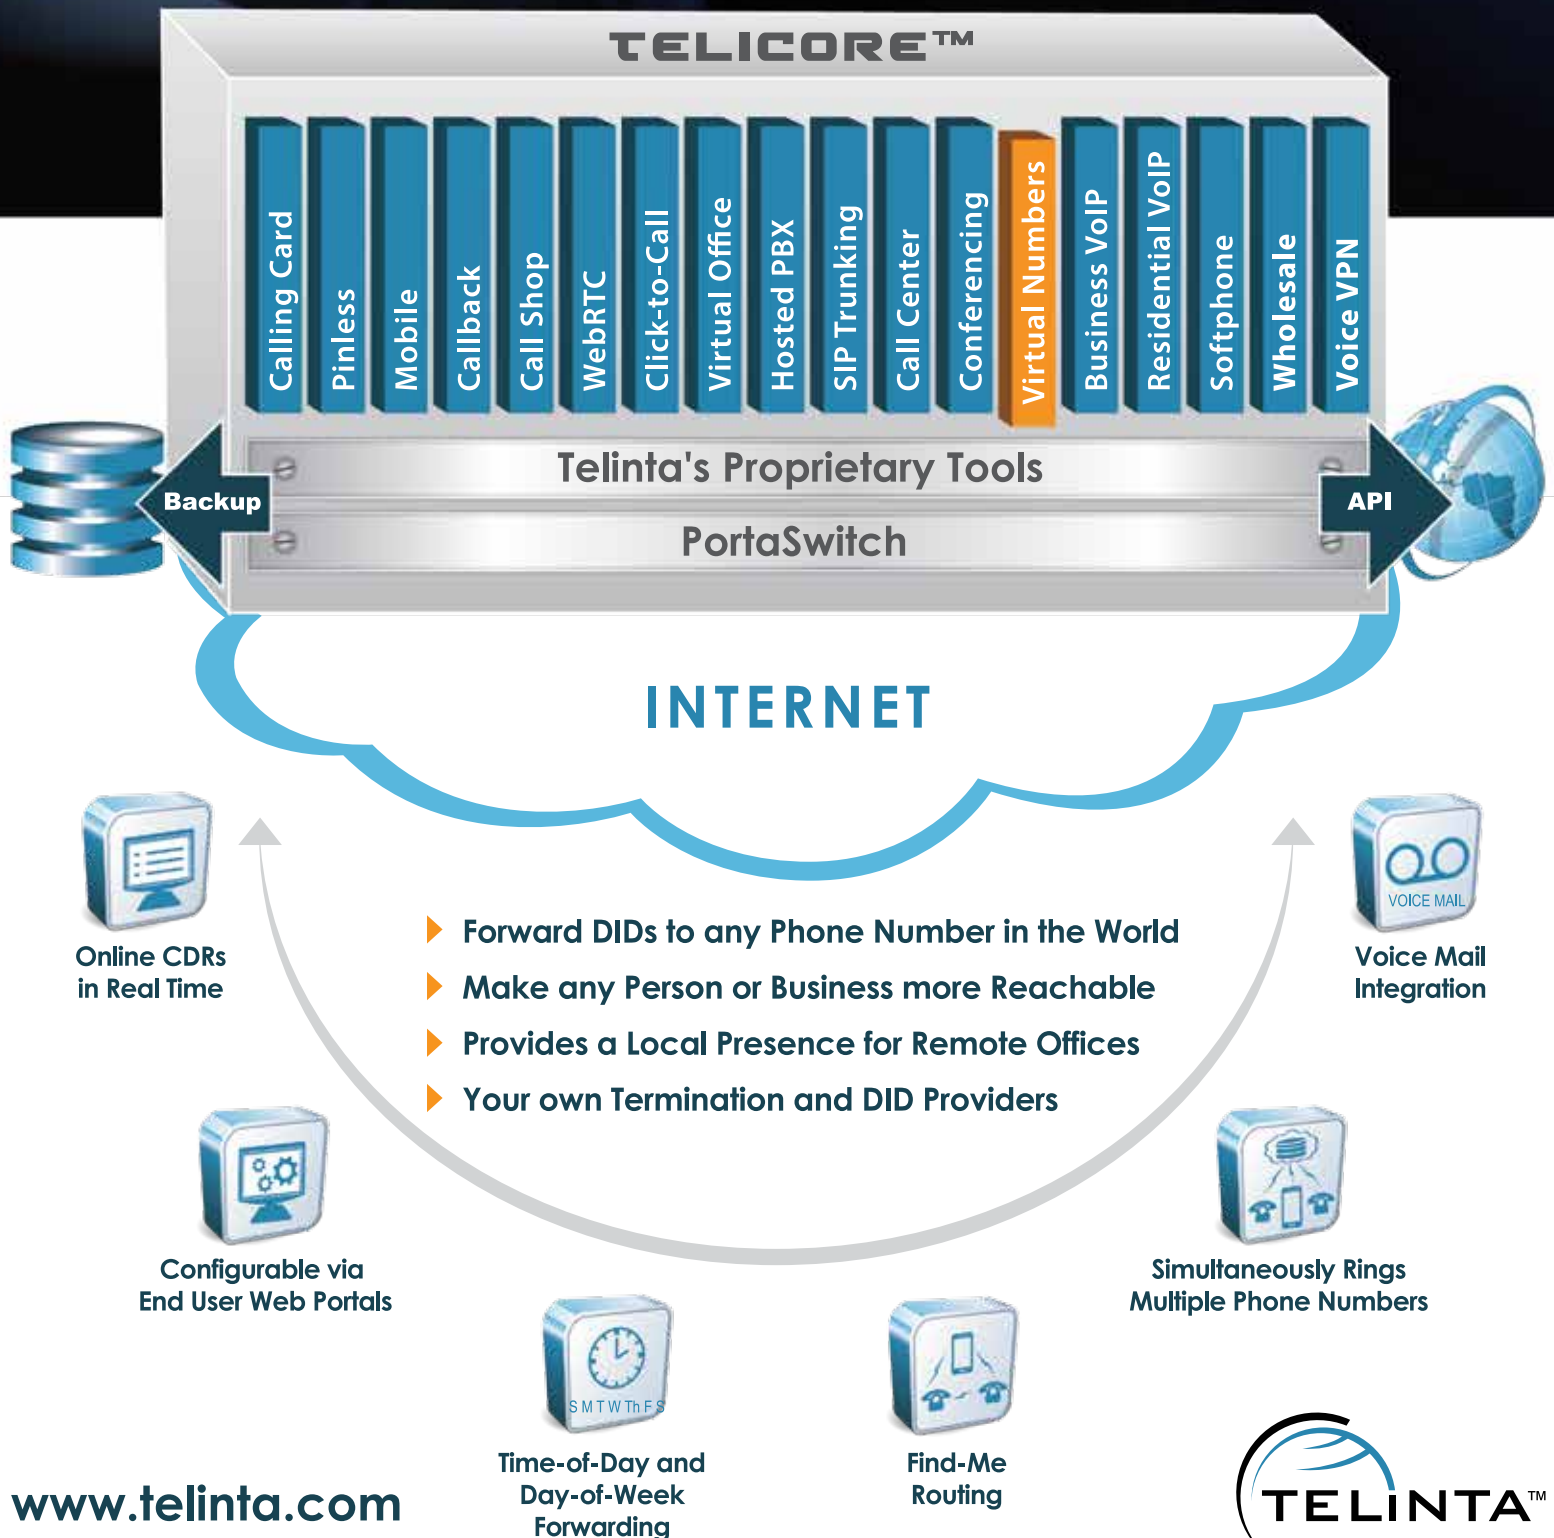 TELICORE™
Calling Card
Pinless
Mobile
Callback
Call Shop
WebRTC
Click-to-Call
Virtual Office
Hosted PBX
SIP Trunking
Call Center
Conferencing
Virtual Numbers
Business VoIP
Residential VoIP
Softphone
Wholesale
Voice VPN
Telinta's Proprietary Tools
Backup
API
PortaSwitch
INTERNET
Online CDRs
in Real Time
VOICE MAIL
Voice Mail
Integration
Forward DIDs to any Phone Number in the World
Make any Person or Business more Reachable
Provides a Local Presence for Remote Offices
Your own Termination and DID Providers
Configurable via
End User Web Portals
Simultaneously Rings
Multiple Phone Numbers
S M T W Th F S
Time-of-Day and
Day-of-Week
Forwarding
Find-Me
Routing
www.telinta.com
TELINTA™